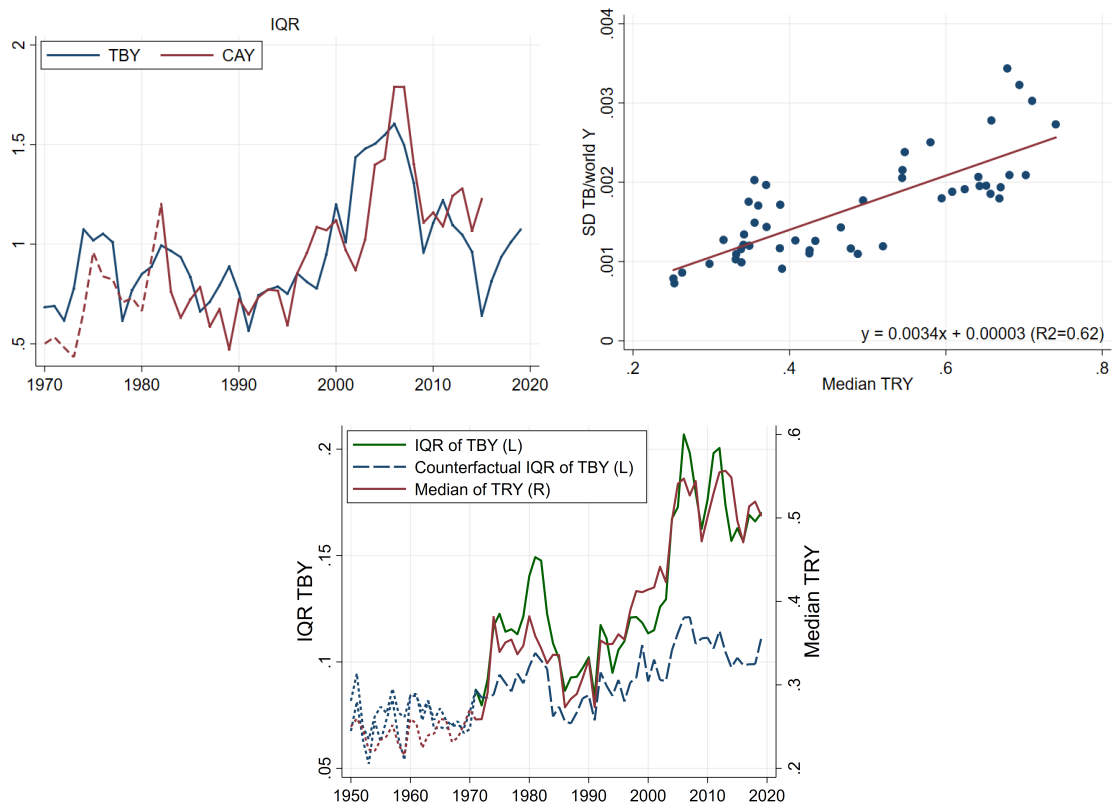 IQR
TBY CAY
2
1.5
1
.5
1970 1980 1990 2000 2010 2020
SD TB/world Y
.004
.003
.002
.001
0
y = 0.0034x + 0.00003 (R2=0.62)
.2 .4 .6 .8
Median TRY
IQR of TBY (L)
Counterfactual IQR of TBY (L)
Median of TRY (R)
IQR TBY
.2
.15
.1
.05
Median TRY
.6
.5
.4
.3
.2
1950 1960 1970 1980 1990 2000 2010 2020